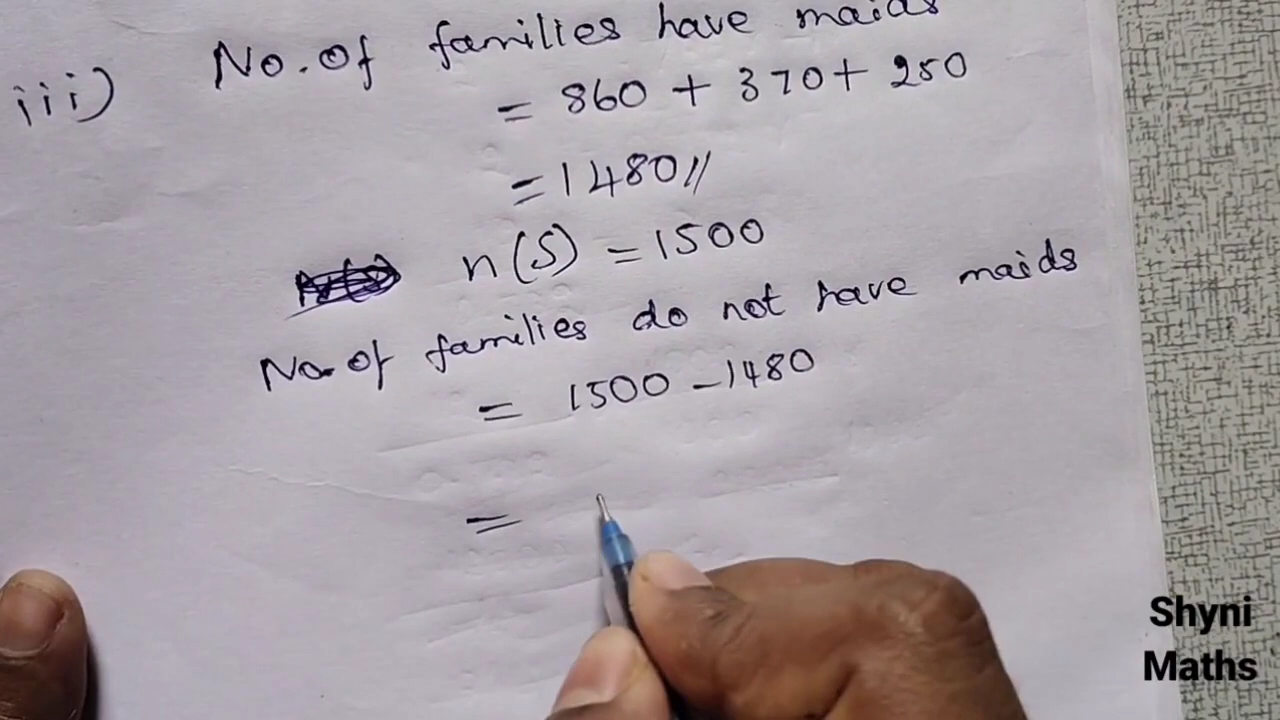 iii) No. of families have maids
= 860 + 370 + 250
= 1480//
n(S) = 1500
No. of families do not have maids
= 1500 - 1480
=
Shyni
Maths